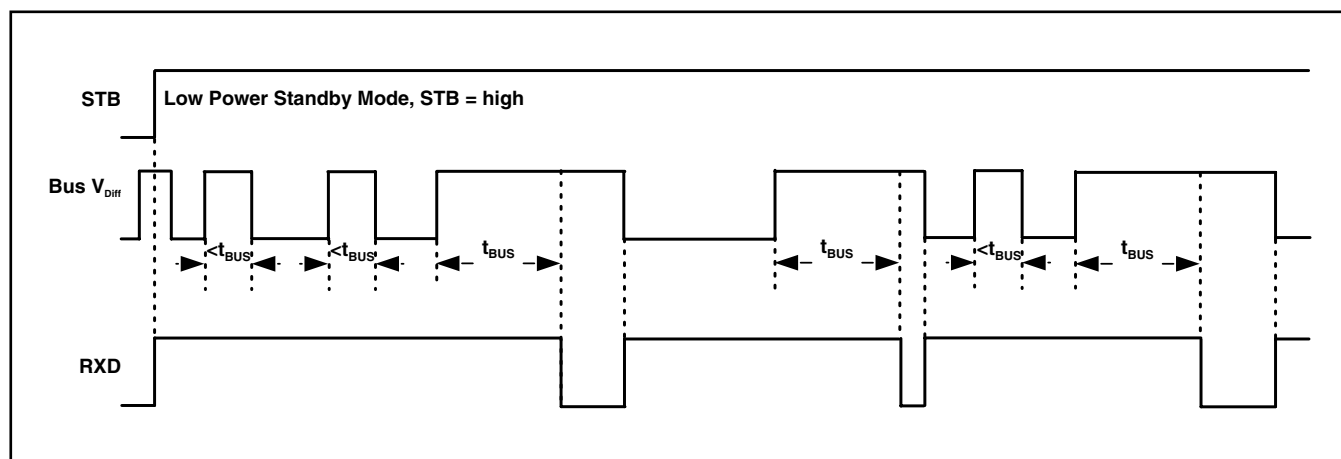 STB
Low Power Standby Mode, STB = high
Bus VDiff
<tBUS
<tBUS
tBUS
tBUS
<tBUS
tBUS
RXD